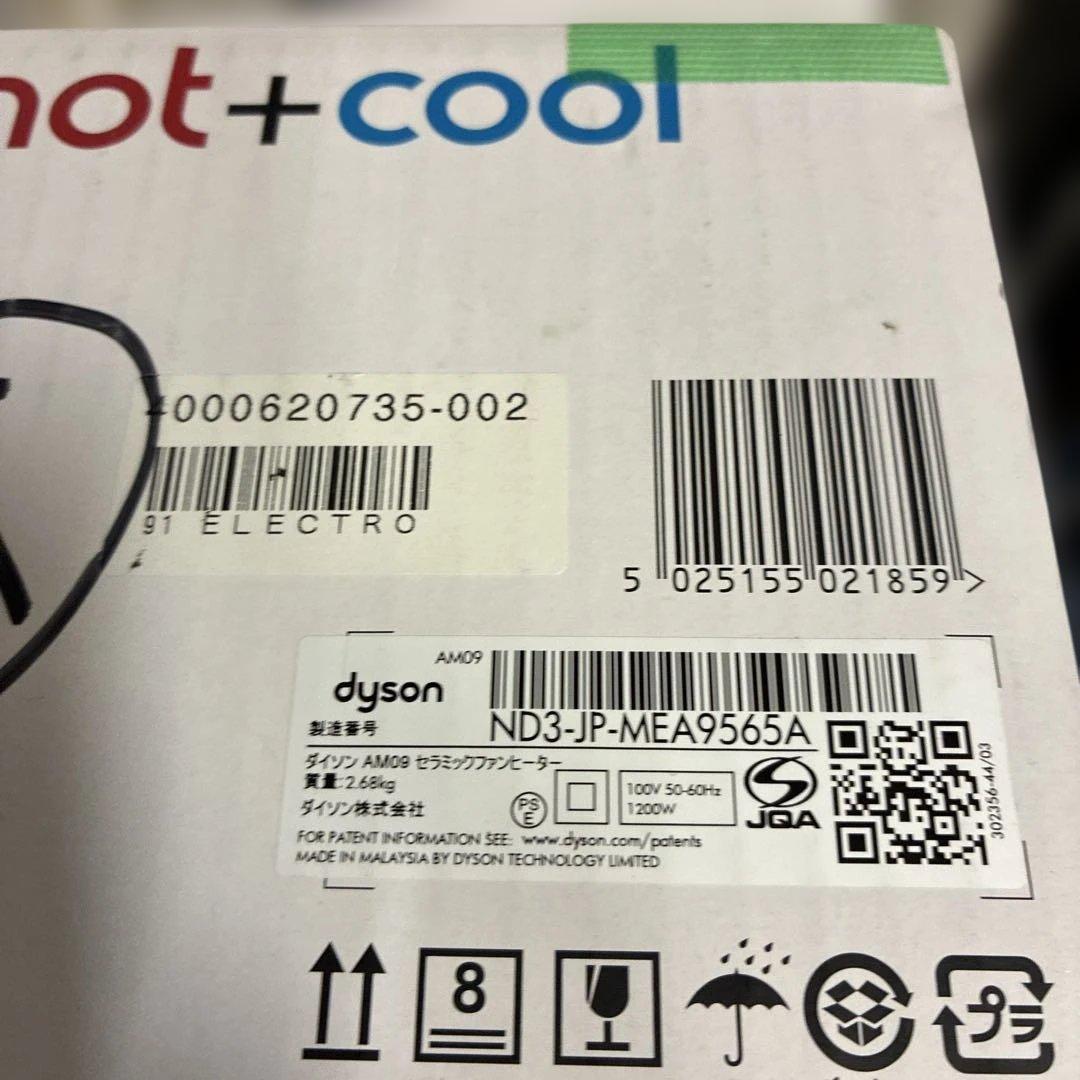 hot+cool
4000620735-002
91 ELECTRO
5 025155 021859 >
AM09
dyson
製造番号
ND3-JP-MEA9565A
ダイソン AM09 セラミックファンヒーター
質量:2.68kg
ダイソン株式会社
PS
E
100V 50-60Hz
1200W
JQA
302356-44/03
FOR PATENT INFORMATION SEE: www.dyson.com/patents
MADE IN MALAYSIA BY DYSON TECHNOLOGY LIMITED
8
プラ